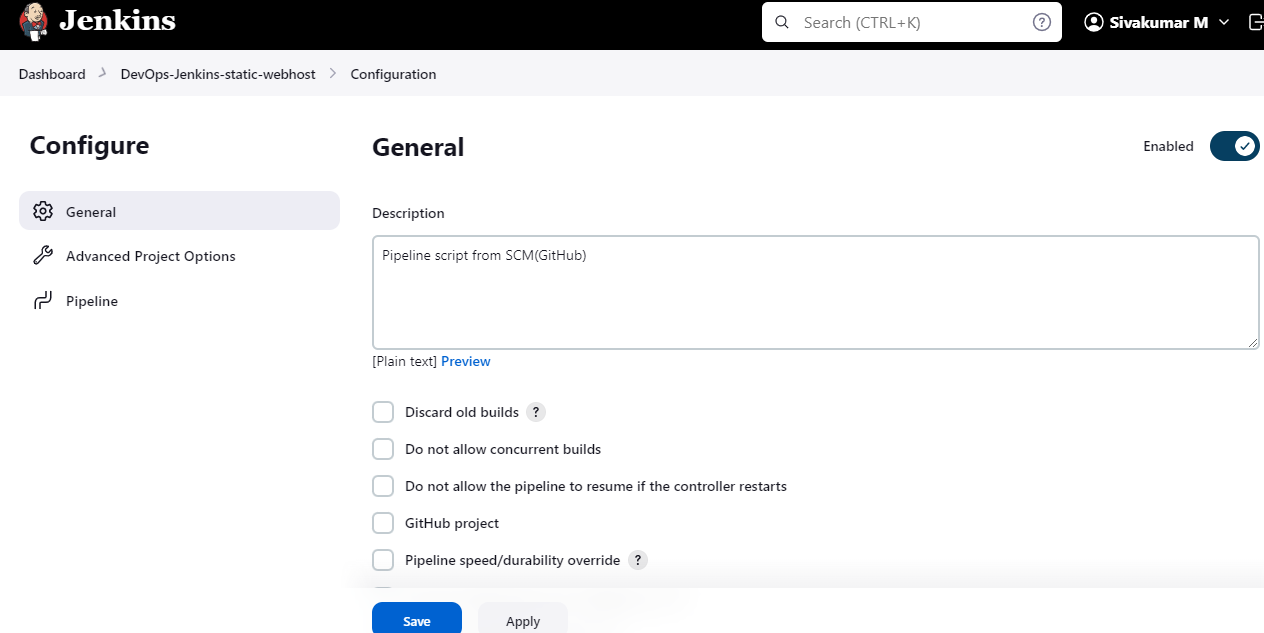 Jenkins
Search (CTRL+K) ?
Sivakumar M
Dashboard > DevOps-Jenkins-static-webhost > Configuration
Configure
General
Advanced Project Options
Pipeline
General
Enabled
Description
Pipeline script from SCM(GitHub)
[Plain text] Preview
Discard old builds ?
Do not allow concurrent builds
Do not allow the pipeline to resume if the controller restarts
GitHub project
Pipeline speed/durability override ?
Save
Apply